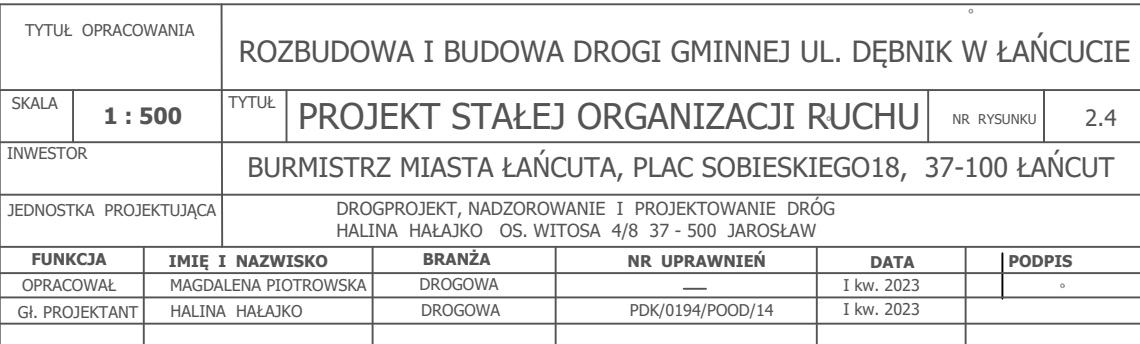 TYTUŁ OPRACOWANIA
ROZBUDOWA I BUDOWA DROGI GMINNEJ UL. DĘBNIK W ŁAŃCUCIE
SKALA
1 : 500
TYTUŁ
PROJEKT STAŁEJ ORGANIZACJI RUCHU
NR RYSUNKU
2.4
INWESTOR
BURMISTRZ MIASTA ŁAŃCUTA, PLAC SOBIESKIEGO18, 37-100 ŁAŃCUT
JEDNOSTKA PROJEKTUJĄCA
DROGPROJEKT, NADZOROWANIE I PROJEKTOWANIE DRÓG
HALINA HAŁAJKO OS. WITOSA 4/8 37 - 500 JAROSŁAW
FUNKCJA IMIĘ I NAZWISKO BRANŻA NR UPRAWNIEŃ DATA PODPIS
OPRACOWAŁ MAGDALENA PIOTROWSKA DROGOWA — I kw. 2023
Gł. PROJEKTANT HALINA HAŁAJKO DROGOWA PDK/0194/POOD/14 I kw. 2023